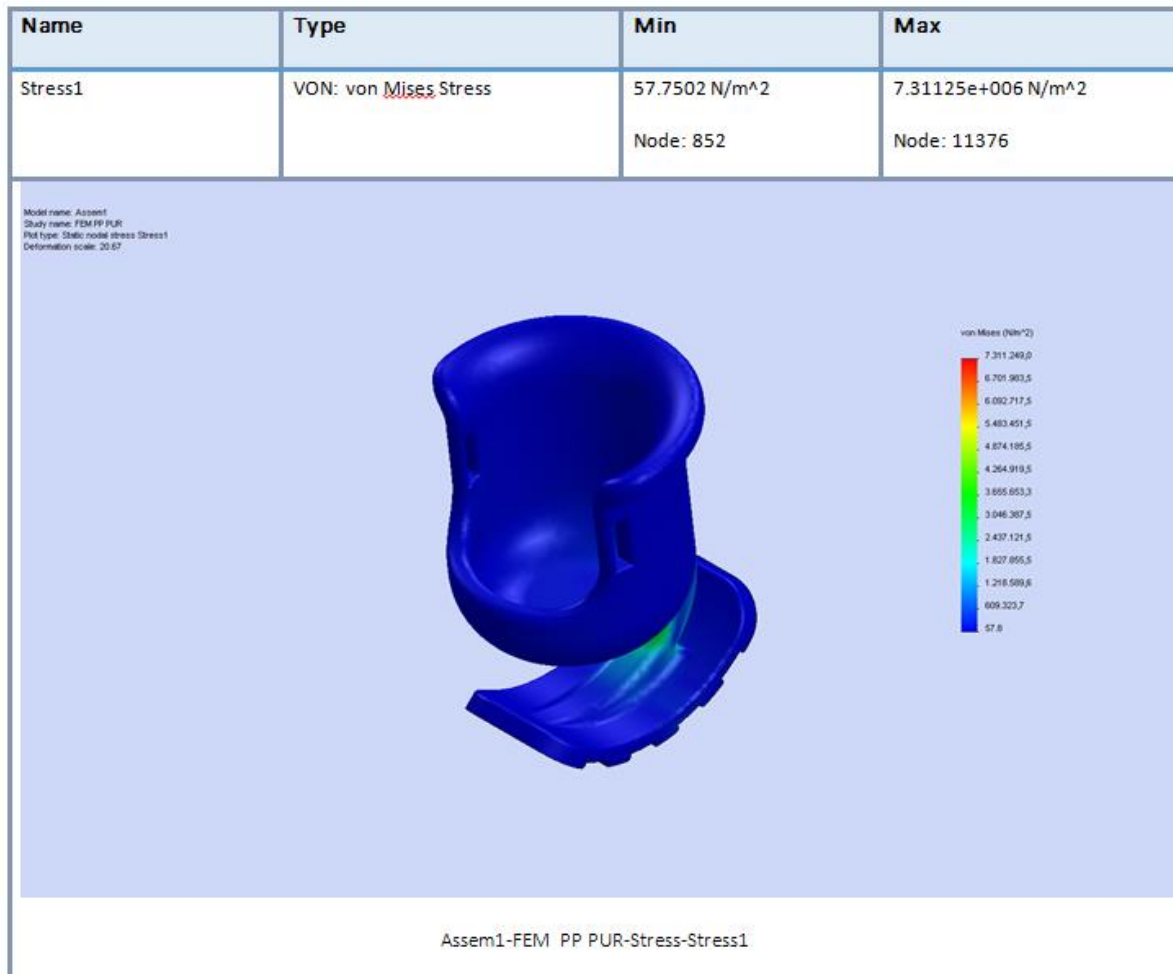 Name Type Min Max
Stress1 VON: von Mises Stress 57.7502 N/m^2 7.31125e+006 N/m^2
Node: 852 Node: 11376
Model name: Assem1
Study name: FEM PP PUR
Plot type: Static nodal stress Stress1
Deformation scale: 20.67
von Mises (N/m^2)
7.311.249,0
6.701.983,5
6.092.717,5
5.483.451,5
4.874.185,5
4.264.919,5
3.655.653,3
3.046.387,5
2.437.121,5
1.827.855,5
1.218.589,6
609.323,7
57.8
Assem1-FEM PP PUR-Stress-Stress1